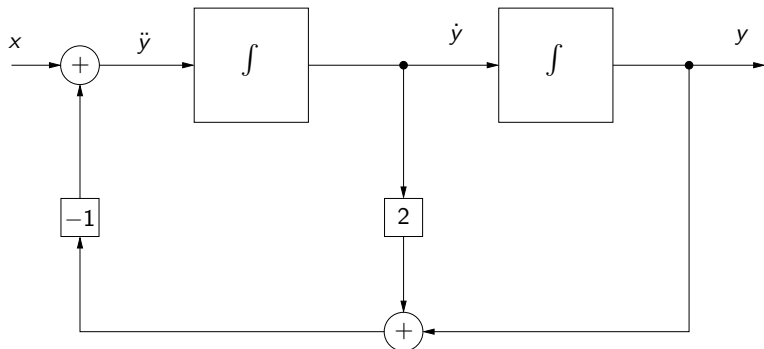 x
+
ÿ
∫
ẏ
∫
y
−1
2
+